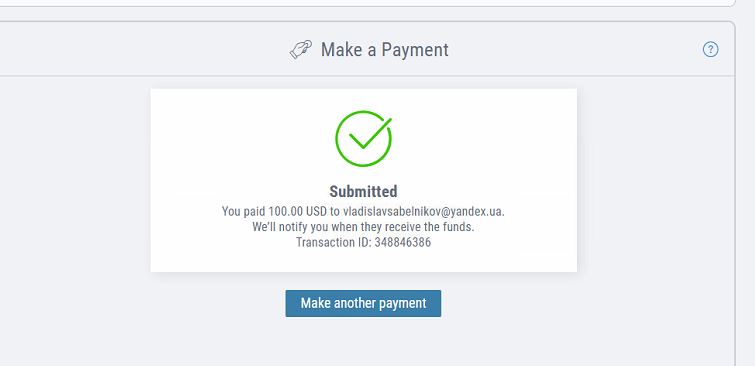 Make a Payment
?
Submitted
You paid 100.00 USD to vladislavsabelnikov@yandex.ua.
We'll notify you when they receive the funds.
Transaction ID: 348846386
Make another payment